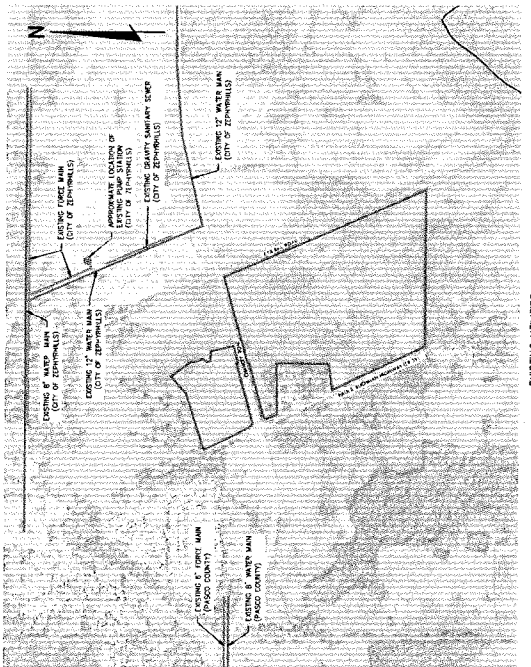 N
EXISTING FORCE MAIN
(CITY OF ZEPHYRHILLS)
APPROXIMATE LOCATION OF
EXISTING PUMP STATION
(CITY OF ZEPHYRHILLS)
EXISTING GRAVITY SANITARY SEWER
(CITY OF ZEPHYRHILLS)
EXISTING 12" WATER MAIN
(CITY OF ZEPHYRHILLS)
EXISTING 8" WATER MAIN
(CITY OF ZEPHYRHILLS)
EXISTING 12" WATER MAIN
(CITY OF ZEPHYRHILLS)
EXISTING 6" FORCE MAIN
(PASCO COUNTY)
EXISTING 6" WATER MAIN
(PASCO COUNTY)